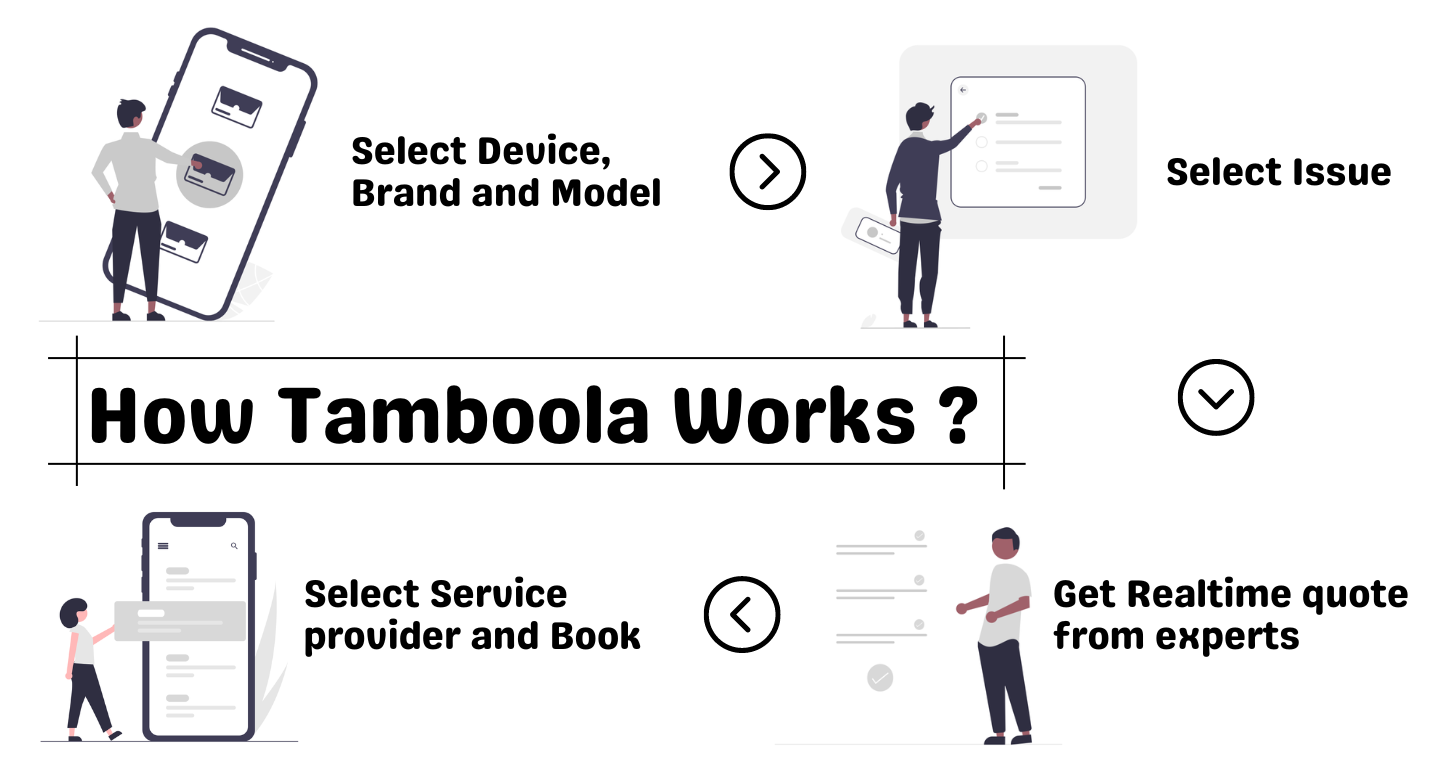 Select Device,
Brand and Model
Select Issue
How Tamboola Works ?
Select Service
provider and Book
Get Realtime quote
from experts